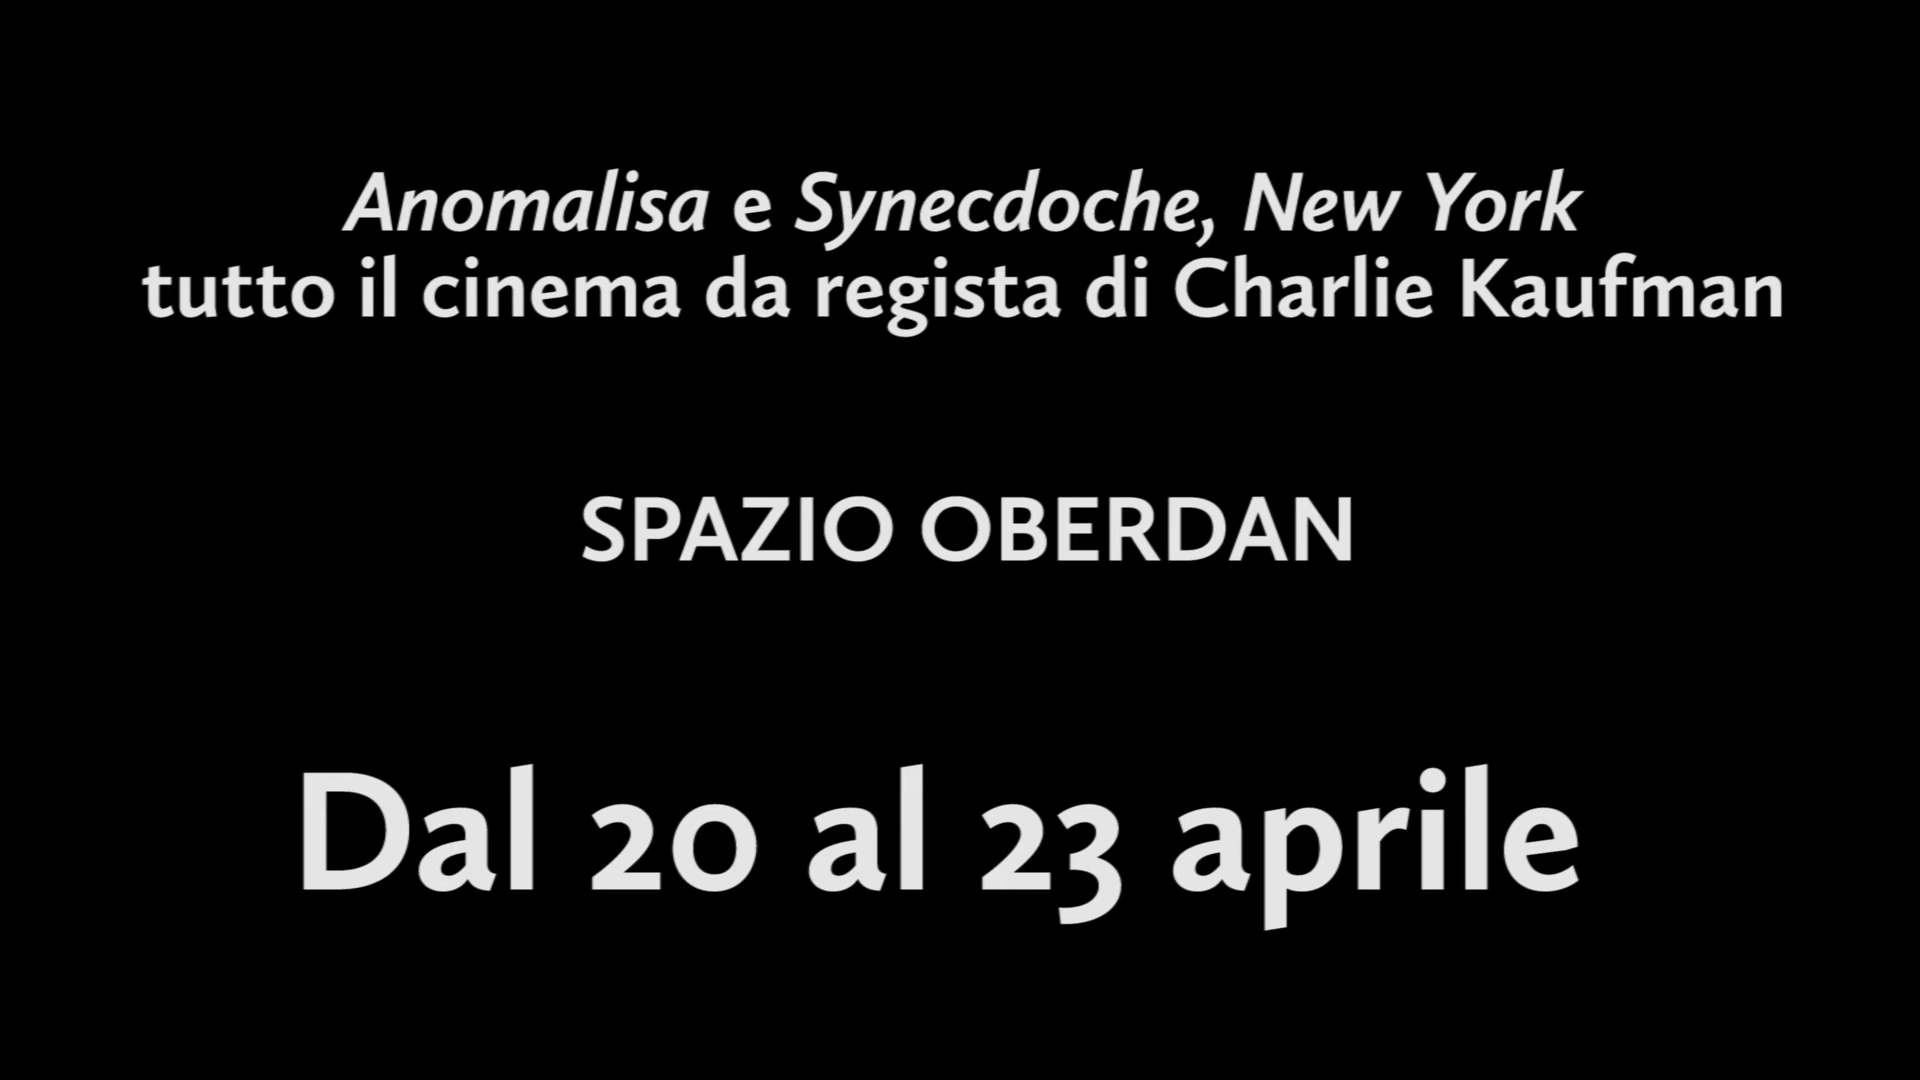 Anomalisa e Synecdoche, New York
tutto il cinema da regista di Charlie Kaufman
SPAZIO OBERDAN
Dal 20 al 23 aprile